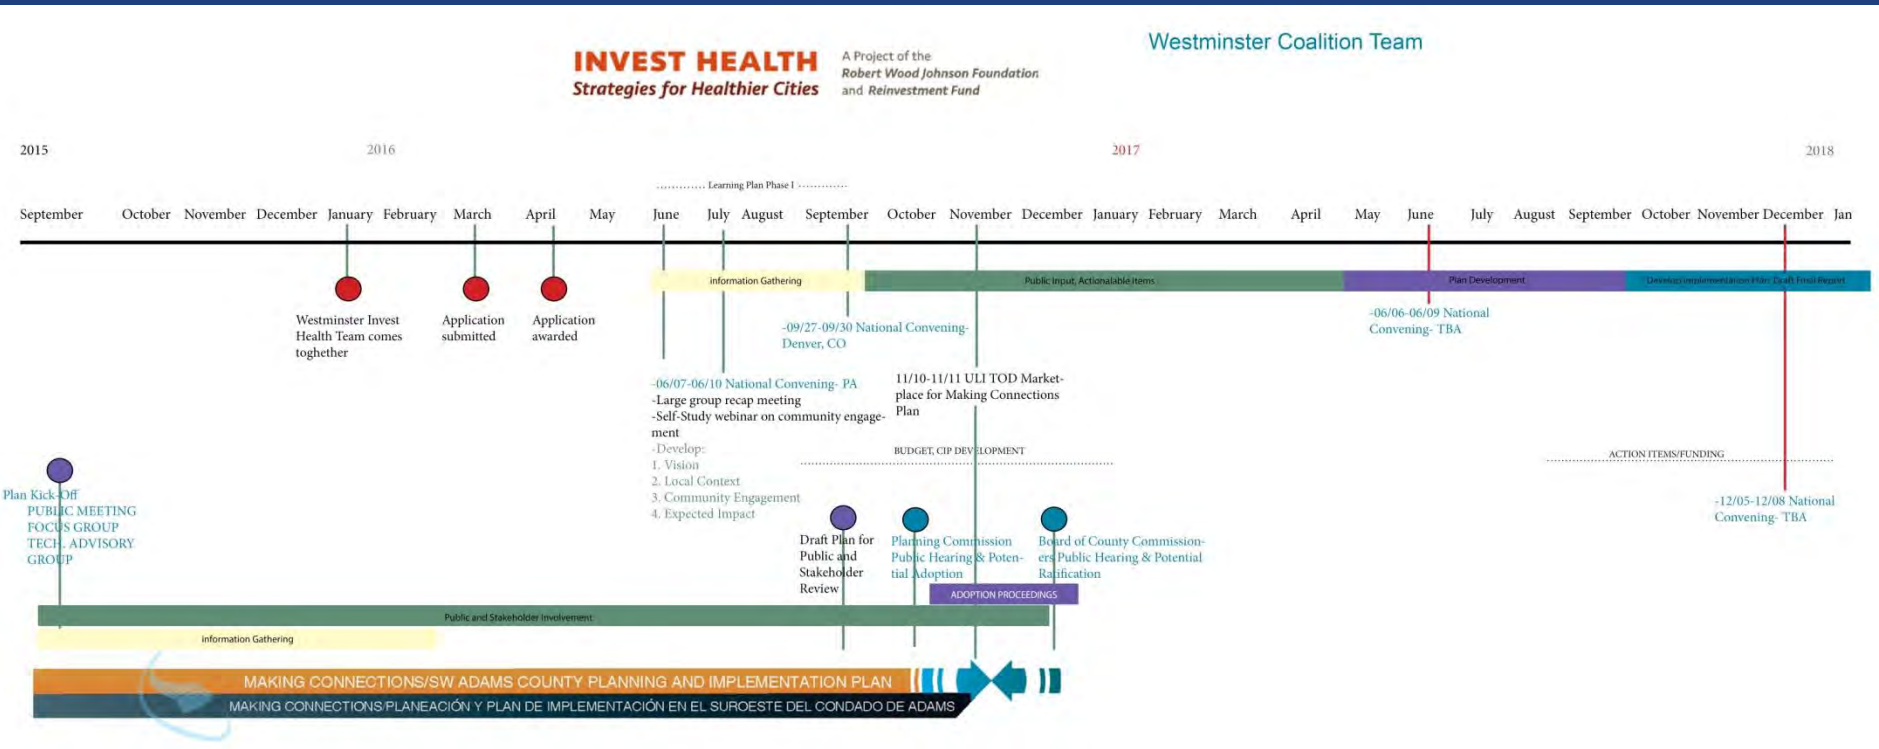 Westminster Coalition Team
INVEST HEALTH
Strategies for Healthier Cities
A Project of the
Robert Wood Johnson Foundation
and Reinvestment Fund
2015 2016 2017 2018
Learning Plan Phase I
September October November December January February March April May June July August September October November December January February March April May June July August September October November December Jan
information Gathering
Public Input, Actionalable items
Plan Development
Develop implementation Plan: Draft Final Report
Westminster Invest
Health Team comes
toghether
Application
submitted
Application
awarded
-09/27-09/30 National Convening-
Denver, CO
-06/06-06/09 National
Convening- TBA
-06/07-06/10 National Convening- PA
-Large group recap meeting
-Self-Study webinar on community engage-
ment
-Develop:
1. Vision
2. Local Context
3. Community Engagement
4. Expected Impact
11/10-11/11 ULI TOD Market-
place for Making Connections
Plan
BUDGET, CIP DEVELOPMENT
ACTION ITEMS/FUNDING
-12/05-12/08 National
Convening- TBA
Plan Kick-Off
PUBLIC MEETING
FOCUS GROUP
TECH. ADVISORY
GROUP
Draft Plan for
Public and
Stakeholder
Review
Planning Commission
Public Hearing & Poten-
tial Adoption
Board of County Commission-
ers Public Hearing & Potential
Ratification
ADOPTION PROCEEDINGS
Public and Stakeholder Involvement
information Gathering
MAKING CONNECTIONS/SW ADAMS COUNTY PLANNING AND IMPLEMENTATION PLAN
MAKING CONNECTIONS/PLANEACIÓN Y PLAN DE IMPLEMENTACIÓN EN EL SUROESTE DEL CONDADO DE ADAMS